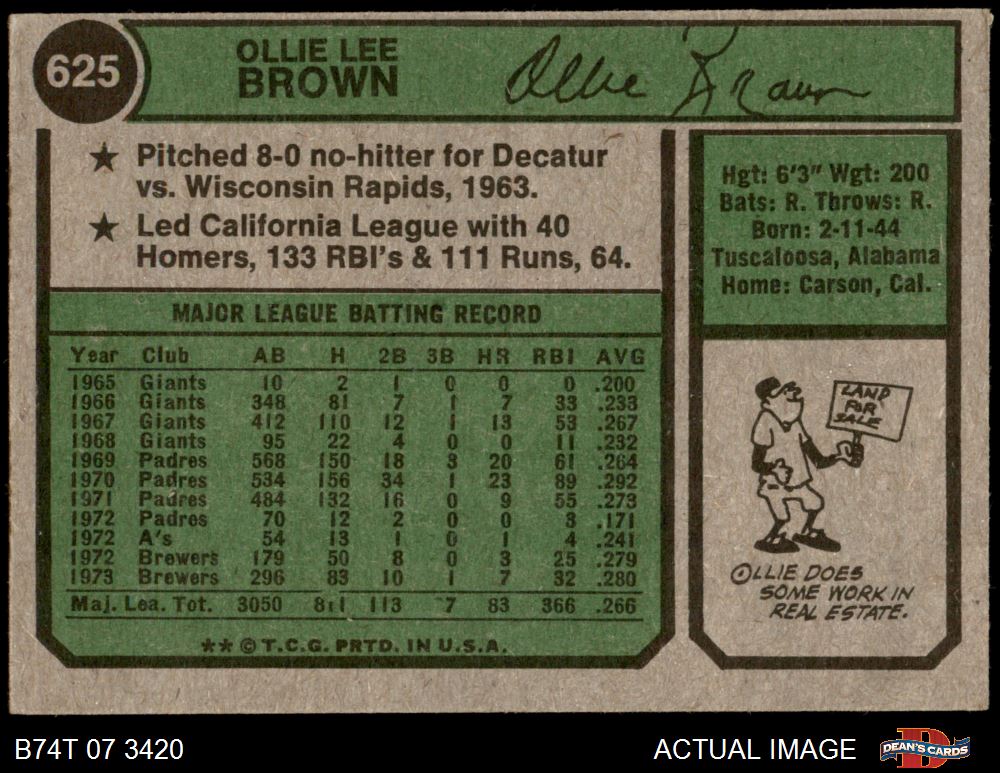 625
OLLIE LEE
BROWN
Ollie Brown
★ Pitched 8-0 no-hitter for Decatur
vs. Wisconsin Rapids, 1963.
★ Led California League with 40
Homers, 133 RBI's & 111 Runs, 64.
MAJOR LEAGUE BATTING RECORD
Year Club AB H 2B 3B HR RBI AVG
1965 Giants 10 2 1 0 0 0 .200
1966 Giants 348 81 7 1 7 33 .233
1967 Giants 412 110 12 1 13 53 .267
1968 Giants 95 22 4 0 0 11 .232
1969 Padres 568 150 18 3 20 61 .264
1970 Padres 534 156 34 1 23 89 .292
1971 Padres 484 132 16 0 9 55 .273
1972 Padres 70 12 2 0 0 3 .171
1972 A's 54 13 1 0 1 4 .241
1972 Brewers 179 50 8 0 3 25 .279
1973 Brewers 296 83 10 1 7 32 .280
Maj. Lea. Tot. 3050 811 113 7 83 366 .266
** © T.C.G. PRTD. IN U.S.A.
Hgt: 6'3" Wgt: 200
Bats: R. Throws: R.
Born: 2-11-44
Tuscaloosa, Alabama
Home: Carson, Cal.
LAND
FOR
SALE
OLLIE DOES
SOME WORK IN
REAL ESTATE.
B74T 07 3420
ACTUAL IMAGE
DEAN'S CARDS